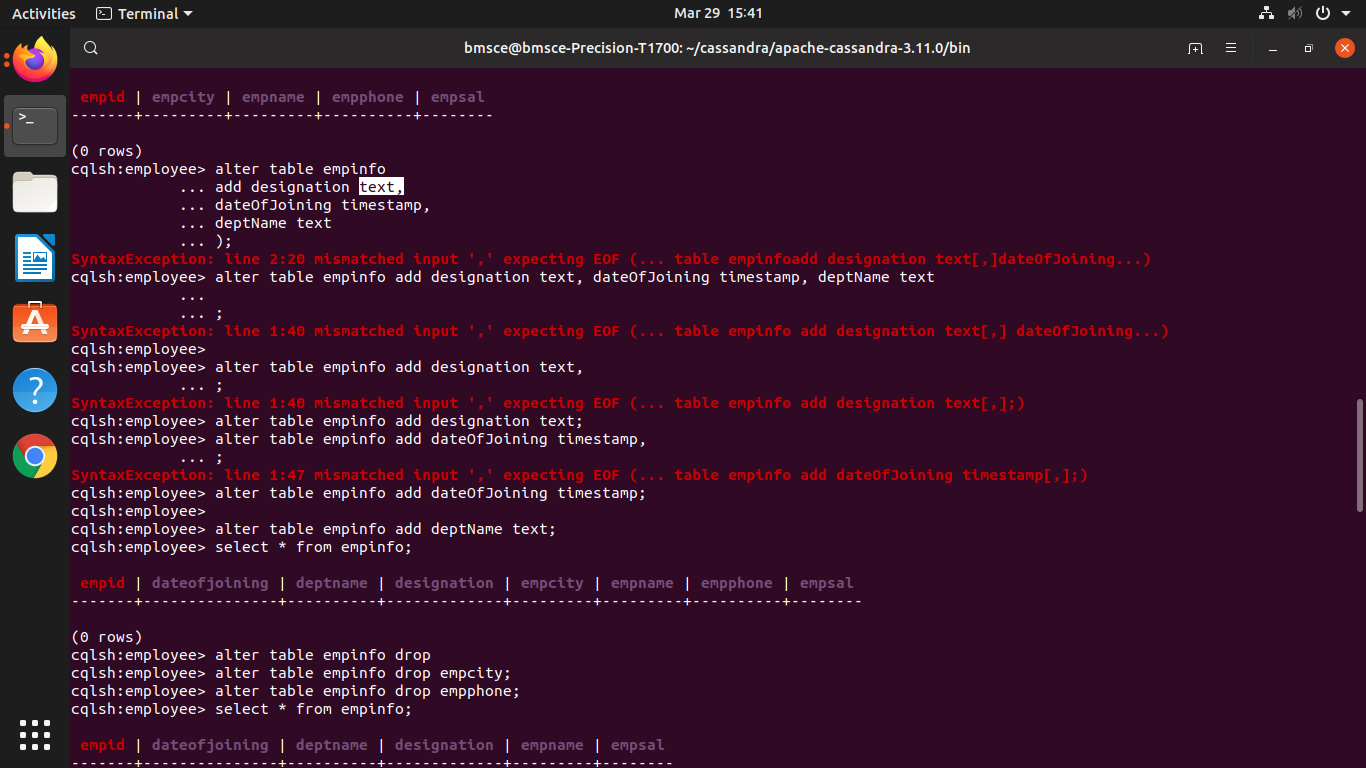 Activities Terminal Mar 29 15:41
bmsce@bmsce-Precision-T1700: ~/cassandra/apache-cassandra-3.11.0/bin
 empid | empcity | empname | empphone | empsal
-------+---------+---------+----------+--------
(0 rows)
cqlsh:employee> alter table empinfo
            ... add designation text,
            ... dateOfJoining timestamp,
            ... deptName text
            ... );
SyntaxException: line 2:20 mismatched input ',' expecting EOF (... table empinfoadd designation text[,]dateOfJoining...)
cqlsh:employee> alter table empinfo add designation text, dateOfJoining timestamp, deptName text
            ...
            ... ;
SyntaxException: line 1:40 mismatched input ',' expecting EOF (... table empinfo add designation text[,] dateOfJoining...)
cqlsh:employee>
cqlsh:employee> alter table empinfo add designation text,
            ... ;
SyntaxException: line 1:40 mismatched input ',' expecting EOF (... table empinfo add designation text[,];)
cqlsh:employee> alter table empinfo add designation text;
cqlsh:employee> alter table empinfo add dateOfJoining timestamp,
            ... ;
SyntaxException: line 1:47 mismatched input ',' expecting EOF (... table empinfo add dateOfJoining timestamp[,];)
cqlsh:employee> alter table empinfo add dateOfJoining timestamp;
cqlsh:employee>
cqlsh:employee> alter table empinfo add deptName text;
cqlsh:employee> select * from empinfo;
 empid | dateofjoining | deptname | designation | empcity | empname | empphone | empsal
-------+---------------+----------+-------------+---------+---------+----------+--------
(0 rows)
cqlsh:employee> alter table empinfo drop
cqlsh:employee> alter table empinfo drop empcity;
cqlsh:employee> alter table empinfo drop empphone;
cqlsh:employee> select * from empinfo;
 empid | dateofjoining | deptname | designation | empname | empsal
-------+---------------+----------+-------------+---------+--------